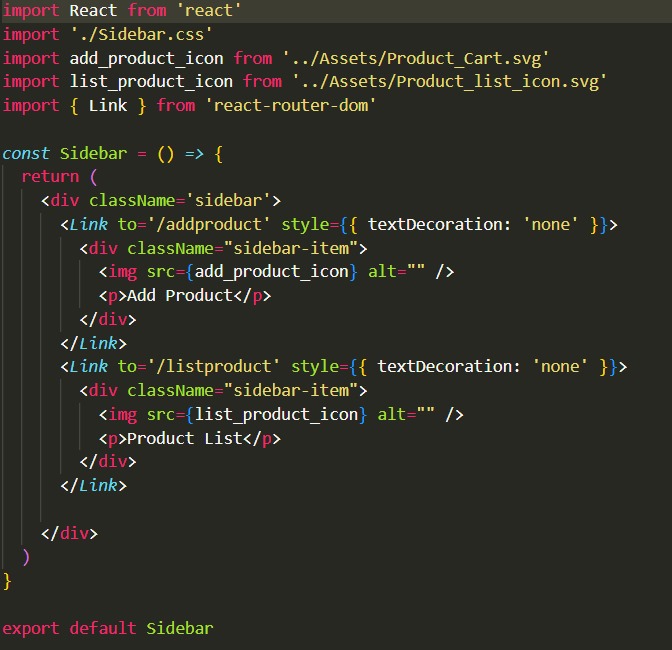 import React from 'react'
import './Sidebar.css'
import add_product_icon from '../Assets/Product_Cart.svg'
import list_product_icon from '../Assets/Product_list_icon.svg'
import { Link } from 'react-router-dom'

const Sidebar = () => {
  return (
    <div className='sidebar'>
      <Link to='/addproduct' style={{ textDecoration: 'none' }}>
        <div className="sidebar-item">
          <img src={add_product_icon} alt="" />
          <p>Add Product</p>
        </div>
      </Link>
      <Link to='/listproduct' style={{ textDecoration: 'none' }}>
        <div className="sidebar-item">
          <img src={list_product_icon} alt="" />
          <p>Product List</p>
        </div>
      </Link>

    </div>
  )
}

export default Sidebar